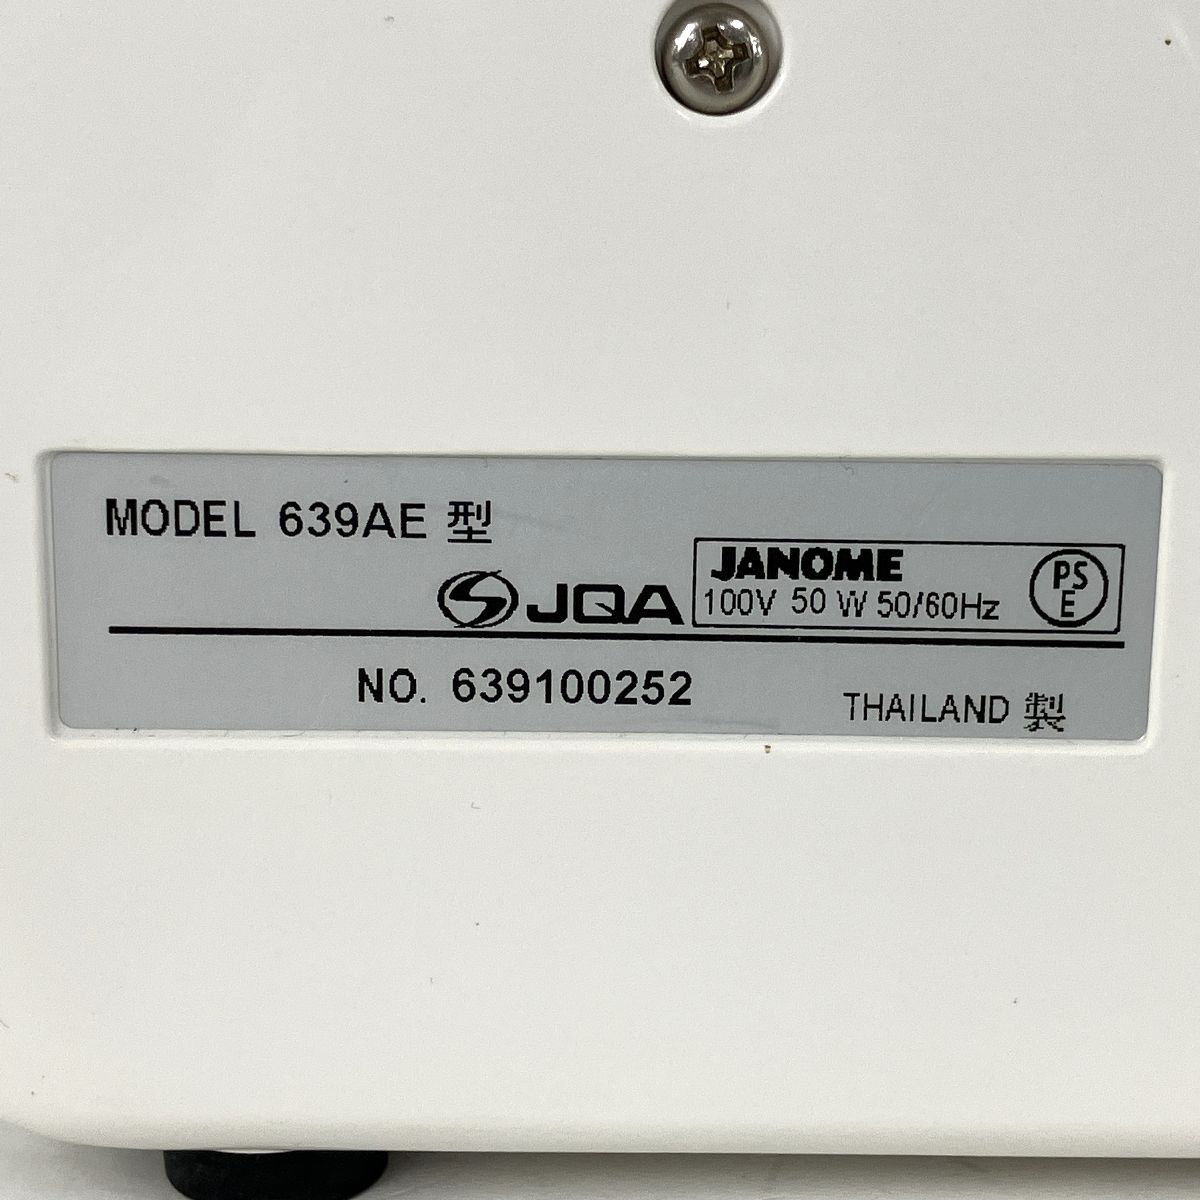 MODEL 639AE 型
JQA
JANOME
100V 50 W 50/60Hz
PS
E
NO. 639100252
THAILAND 製